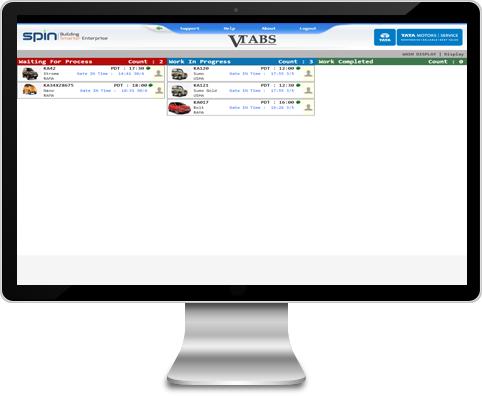 Support Help About Logout
spin Building Smarter Enterprise
VTABS
TATA TATA MOTORS | SERVICE
WASH DISPLAY | Display
Waiting For Process Count : 2
KA42 PDT : 17:30
Xtreme Date IN Time : 14:41 30/4
RAMA
KA34X28675 PDT : 18:00
Nano Date IN Time : 10:31 30/4
RAMA
Work In Progress Count : 3
KA120 PDT : 12:00
Sumo Date IN Time : 17:55 3/5
USHA
KA121 PDT : 12:30
Sumo Gold Date IN Time : 17:55 3/5
USHA
KA017 PDT : 16:00
Bolt Date IN Time : 10:26 3/5
RAMA
Work Completed Count : 0